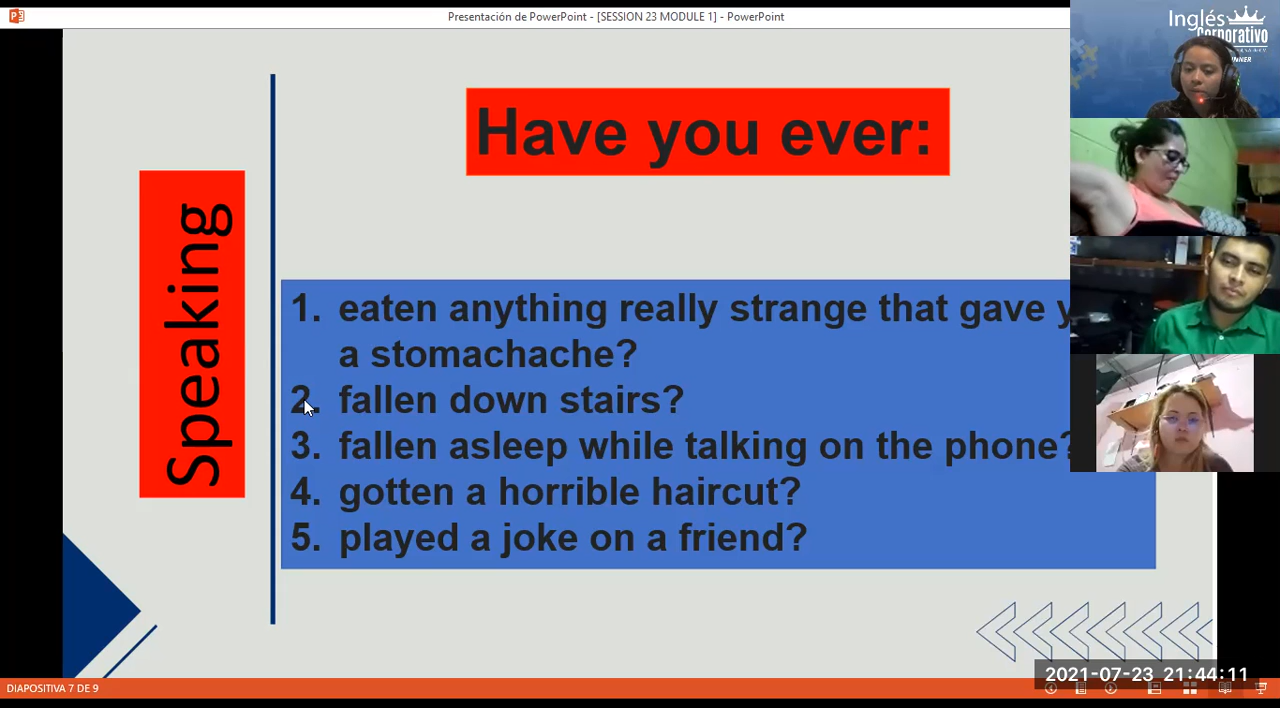 Presentación de PowerPoint - [SESSION 23 MODULE 1] - PowerPoint
Inglés
Corporativo
Have you ever:
Speaking
1. eaten anything really strange that gave
a stomachache?
2. fallen down stairs?
3. fallen asleep while talking on the phone?
4. gotten a horrible haircut?
5. played a joke on a friend?
2021-07-23 21:44:11
DIAPOSITIVA 7 DE 9